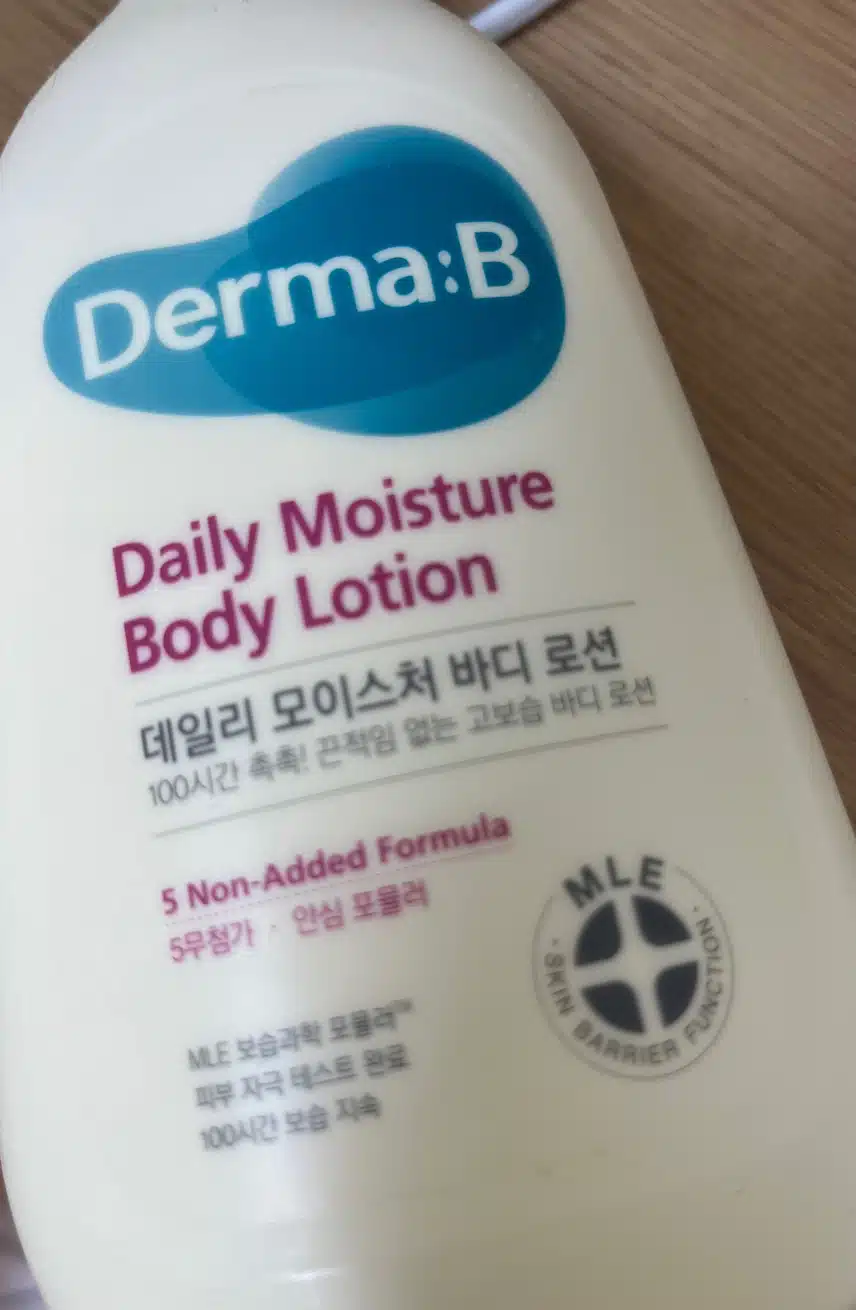 Derma:B
Daily Moisture
Body Lotion
데일리 모이스처 바디 로션
100시간 촉촉! 끈적임 없는 고보습 바디 로션
5 Non-Added Formula
5무첨가 · 안심 포뮬러
MLE
· SKIN BARRIER FUNCTION ·
MLE 보습과학 포뮬러™
피부 자극 테스트 완료
100시간 보습 지속